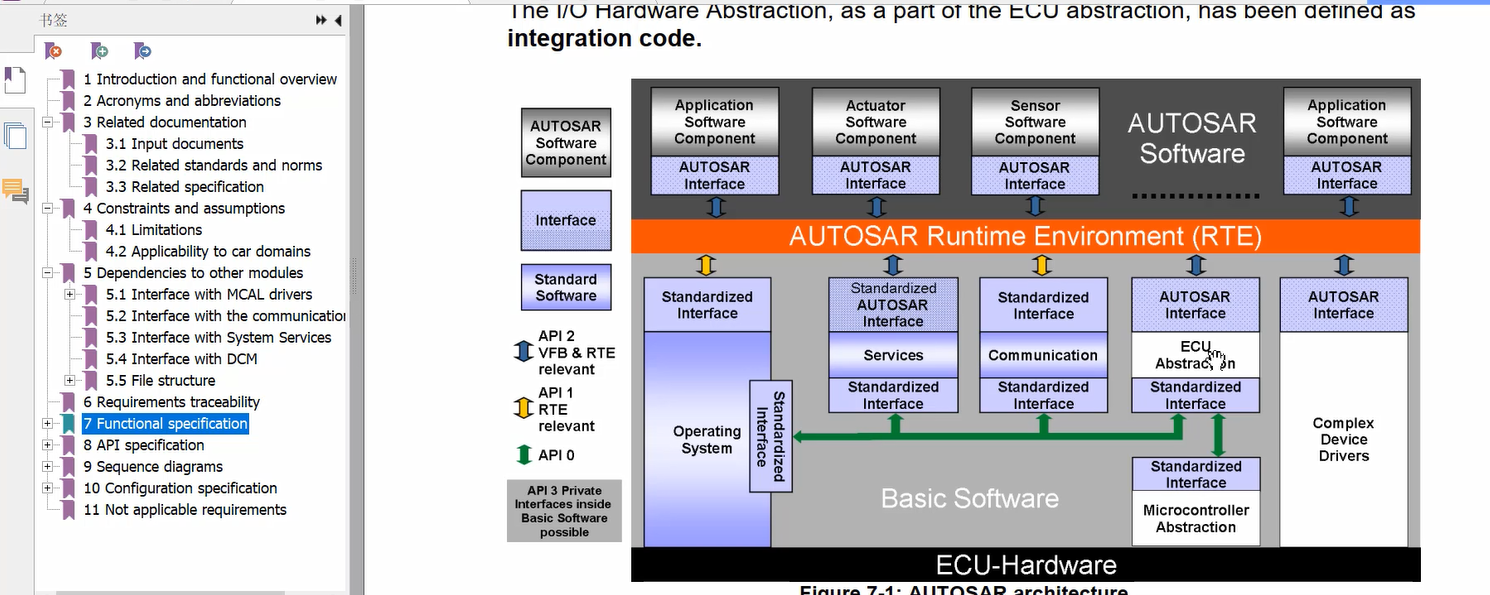 书签
1 Introduction and functional overview
2 Acronyms and abbreviations
3 Related documentation
3.1 Input documents
3.2 Related standards and norms
3.3 Related specification
4 Constraints and assumptions
4.1 Limitations
4.2 Applicability to car domains
5 Dependencies to other modules
5.1 Interface with MCAL drivers
5.2 Interface with the communication
5.3 Interface with System Services
5.4 Interface with DCM
5.5 File structure
6 Requirements traceability
7 Functional specification
8 API specification
9 Sequence diagrams
10 Configuration specification
11 Not applicable requirements
The I/O Hardware Abstraction, as a part of the ECU abstraction, has been defined as
integration code.
AUTOSAR
Software
Component
Interface
Standard
Software
API 2
VFB & RTE
relevant
API 1
RTE
relevant
API 0
API 3 Private
Interfaces inside
Basic Software
possible
Application
Software
Component
AUTOSAR
Interface
Actuator
Software
Component
AUTOSAR
Interface
Sensor
Software
Component
AUTOSAR
Interface
AUTOSAR
Software
Application
Software
Component
AUTOSAR
Interface
AUTOSAR Runtime Environment (RTE)
Standardized
Interface
Operating
System
Standardized
Interface
Standardized
AUTOSAR
Interface
Services
Standardized
Interface
Standardized
Interface
Communication
Standardized
Interface
AUTOSAR
Interface
ECU
Abstraction
Standardized
Interface
Standardized
Interface
Microcontroller
Abstraction
AUTOSAR
Interface
Complex
Device
Drivers
Basic Software
ECU-Hardware
Figure 7-1: AUTOSAR architecture